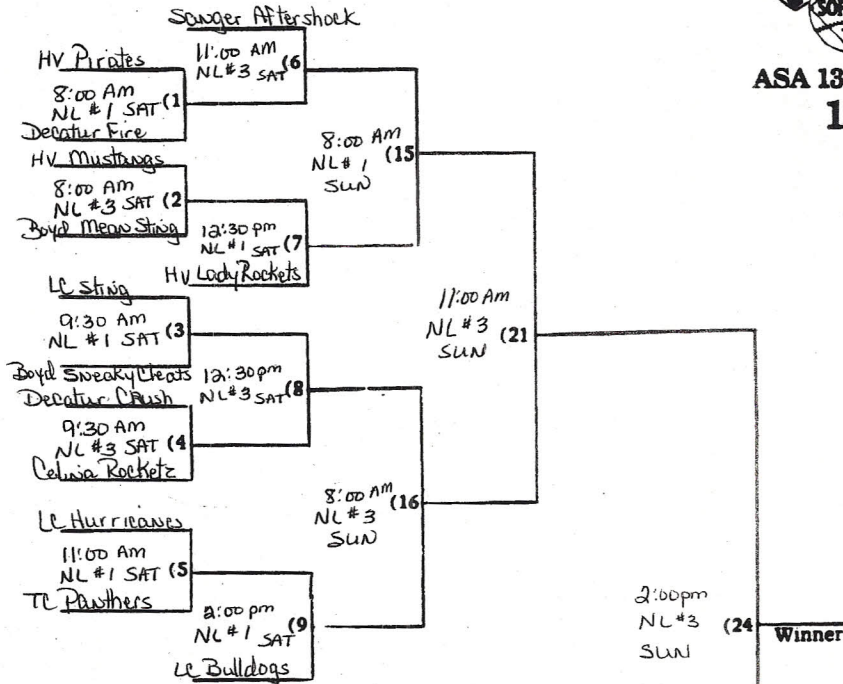 Sanger Aftershock
11:00 AM
NL #3 SAT (6
HV Pirates
8:00 Am
NL #1 SAT (1
Decatur Fire
HV Mustangs
8:00 AM
NL #3 SAT (2
Boyd Mean Sting
12:30 pm
NL #1 SAT (7
HV Lady Rockets
8:00 AM
NL #1 (15
SUN
LC Sting
9:30 AM
NL #1 SAT (3
Boyd Sneaky Cheats
Decatur Crush
9:30 AM
NL #3 SAT (4
Celina Rocketz
12:30pm
NL #3 SAT (8
11:00 Am
NL #3 (21
SUN
LC Hurricanes
11:00 AM
NL #1 SAT (5
TC Panthers
8:00 AM
NL #3 (16
SUN
2:00 pm
NL #1 SAT (9
LC Bulldogs
2:00pm
NL #3 (24
SUN
Winner
ASA 13
1